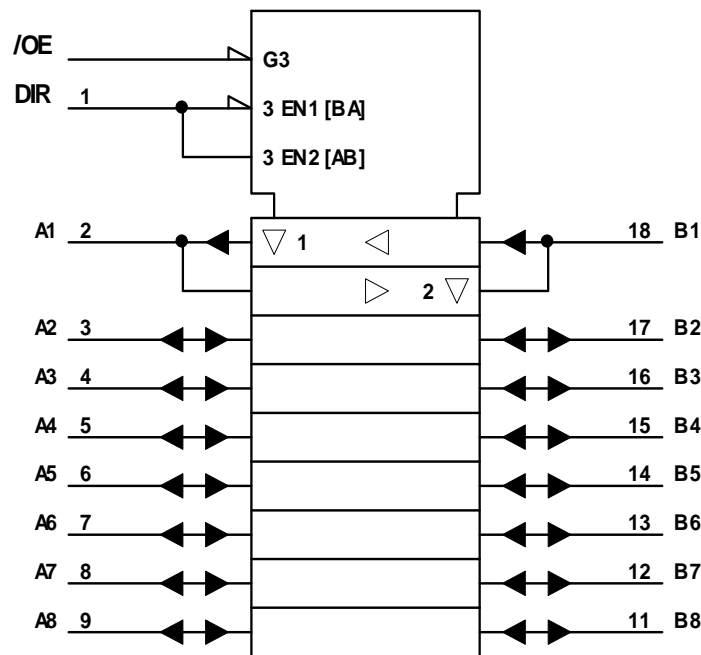 /OE G3
DIR 1 3 EN1 [BA]
3 EN2 [AB]
A1 2 1 18 B1
2
A2 3 17 B2
A3 4 16 B3
A4 5 15 B4
A5 6 14 B5
A6 7 13 B6
A7 8 12 B7
A8 9 11 B8